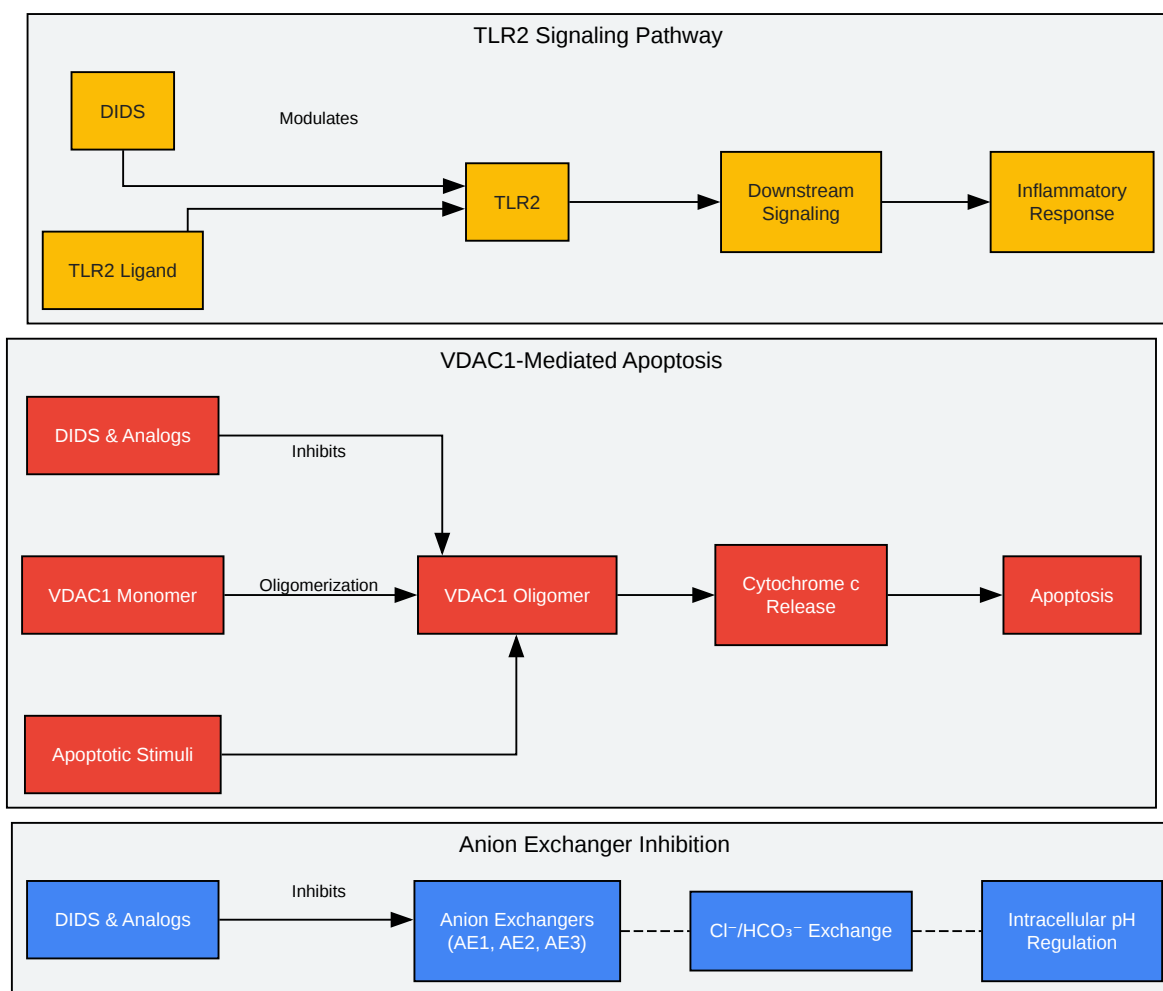 TLR2 Signaling Pathway
DIDS
Modulates
TLR2 Ligand
TLR2
Downstream
Signaling
Inflammatory
Response
VDAC1-Mediated Apoptosis
DIDS & Analogs
Inhibits
VDAC1 Monomer
Oligomerization
VDAC1 Oligomer
Cytochrome c
Release
Apoptosis
Apoptotic Stimuli
Anion Exchanger Inhibition
DIDS & Analogs
Inhibits
Anion Exchangers
(AE1, AE2, AE3)
Cl⁻/HCO₃⁻ Exchange
Intracellular pH
Regulation